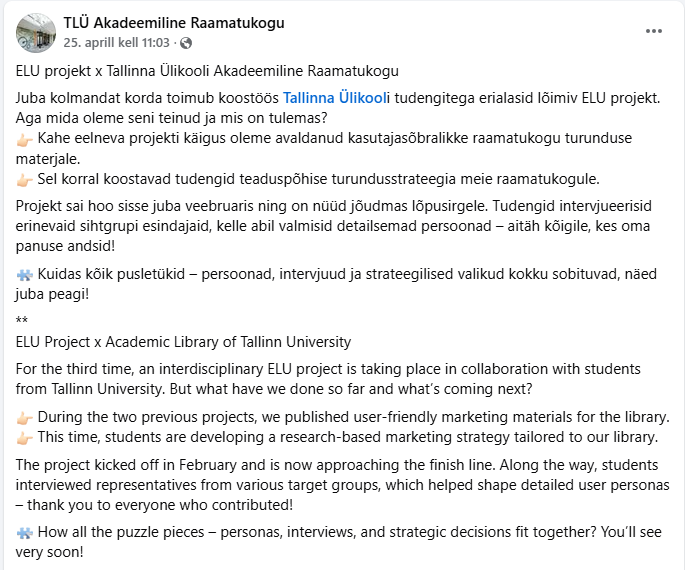 TLÜ Akadeemiline Raamatukogu
25. aprill kell 11:03 ·
ELU projekt x Tallinna Ülikooli Akadeemiline Raamatukogu
Juba kolmandat korda toimub koostöös Tallinna Ülikooli tudengitega erialasid lõimiv ELU projekt.
Aga mida oleme seni teinud ja mis on tulemas?
👉🏻 Kahe eelneva projekti käigus oleme avaldanud kasutajasõbralikke raamatukogu turunduse
materjale.
👉🏻 Sel korral koostavad tudengid teaduspõhise turundusstrateegia meie raamatukogule.
Projekt sai hoo sisse juba veebruaris ning on nüüd jõudmas lõpusirgele. Tudengid intervjueerisid
erinevaid sihtgrupi esindajaid, kelle abil valmisid detailsemad persoonad – aitäh kõigile, kes oma
panuse andsid!
🧩 Kuidas kõik pusletükid – persoonad, intervjuud ja strateegilised valikud kokku sobituvad, näed
juba peagi!
**
ELU Project x Academic Library of Tallinn University
For the third time, an interdisciplinary ELU project is taking place in collaboration with students
from Tallinn University. But what have we done so far and what's coming next?
👉🏻 During the two previous projects, we published user-friendly marketing materials for the library.
👉🏻 This time, students are developing a research-based marketing strategy tailored to our library.
The project kicked off in February and is now approaching the finish line. Along the way, students
interviewed representatives from various target groups, which helped shape detailed user personas
– thank you to everyone who contributed!
🧩 How all the puzzle pieces – personas, interviews, and strategic decisions fit together? You'll see
very soon!